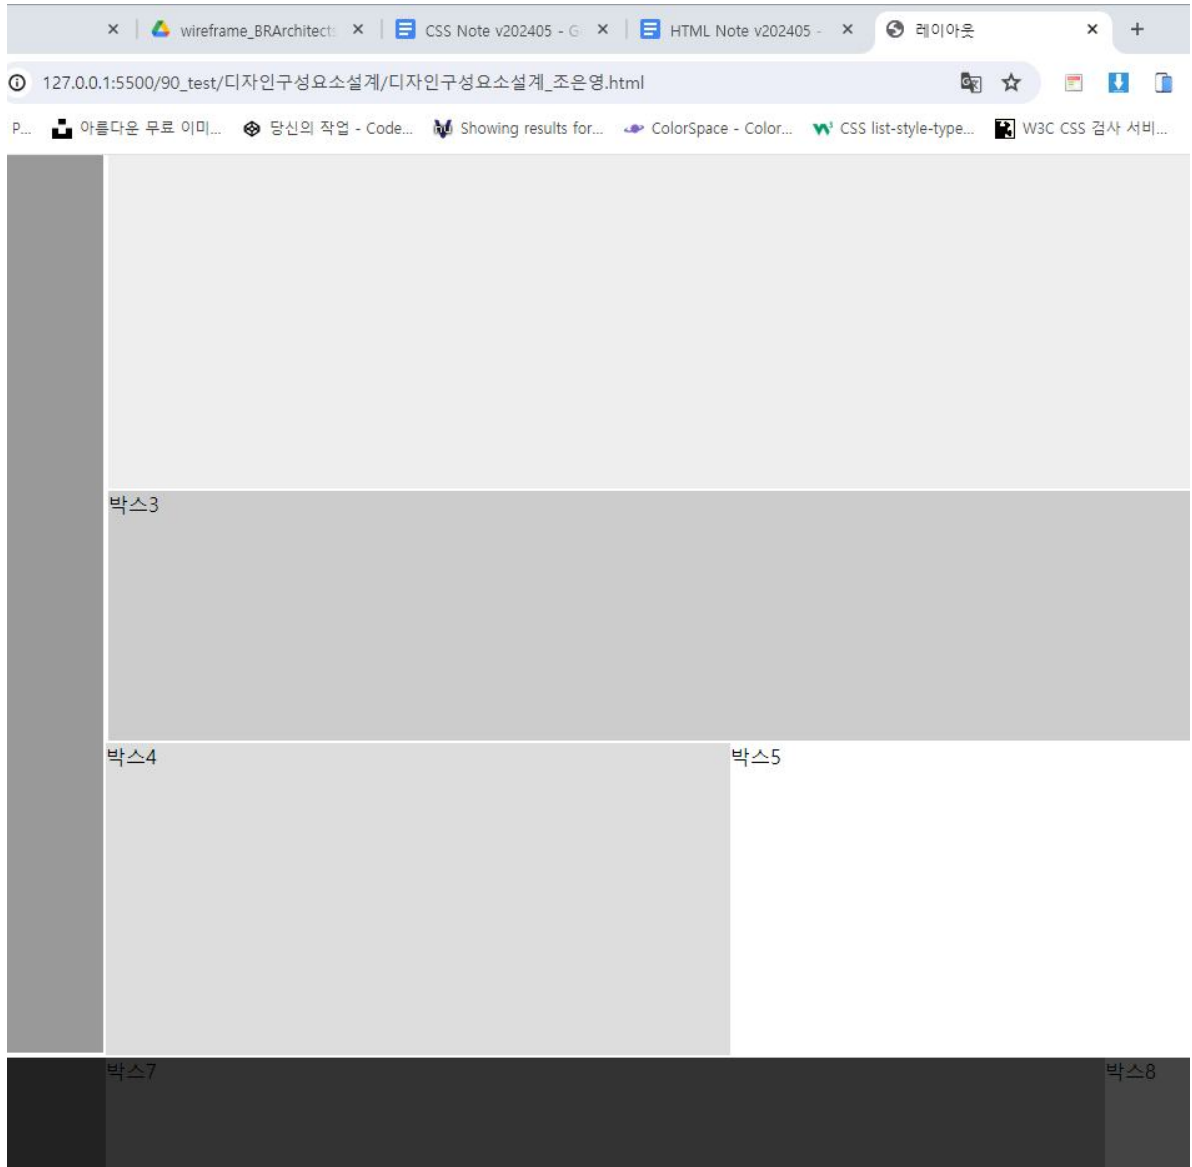 wireframe_BRArchitect
CSS Note v202405 - G
HTML Note v202405 -
레이아웃
127.0.0.1:5500/90_test/디자인구성요소설계/디자인구성요소설계_조은영.html
P...
아름다운 무료 이미...
당신의 작업 - Code...
Showing results for...
ColorSpace - Color...
CSS list-style-type...
W3C CSS 검사 서비...
박스3
박스4
박스5
박스7
박스8